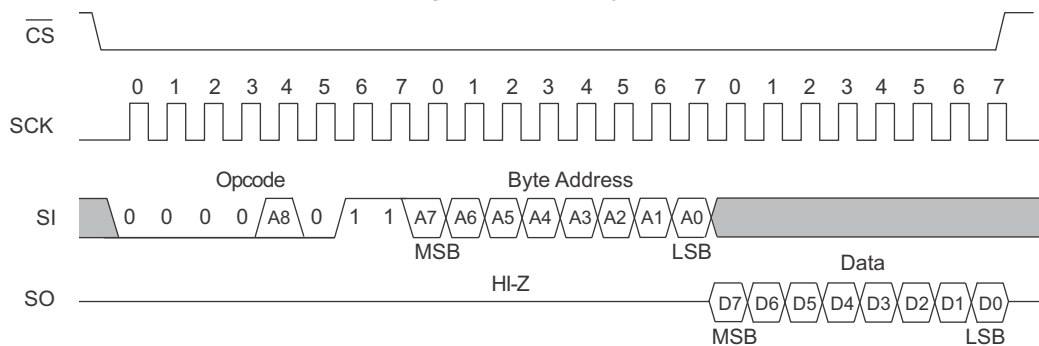 CS
0 1 2 3 4 5 6 7 0 1 2 3 4 5 6 7 0 1 2 3 4 5 6 7
SCK
Opcode Byte Address
SI 0 0 0 0 A8 0 1 1 A7 A6 A5 A4 A3 A2 A1 A0
MSB LSB
HI-Z Data
SO D7 D6 D5 D4 D3 D2 D1 D0
MSB LSB